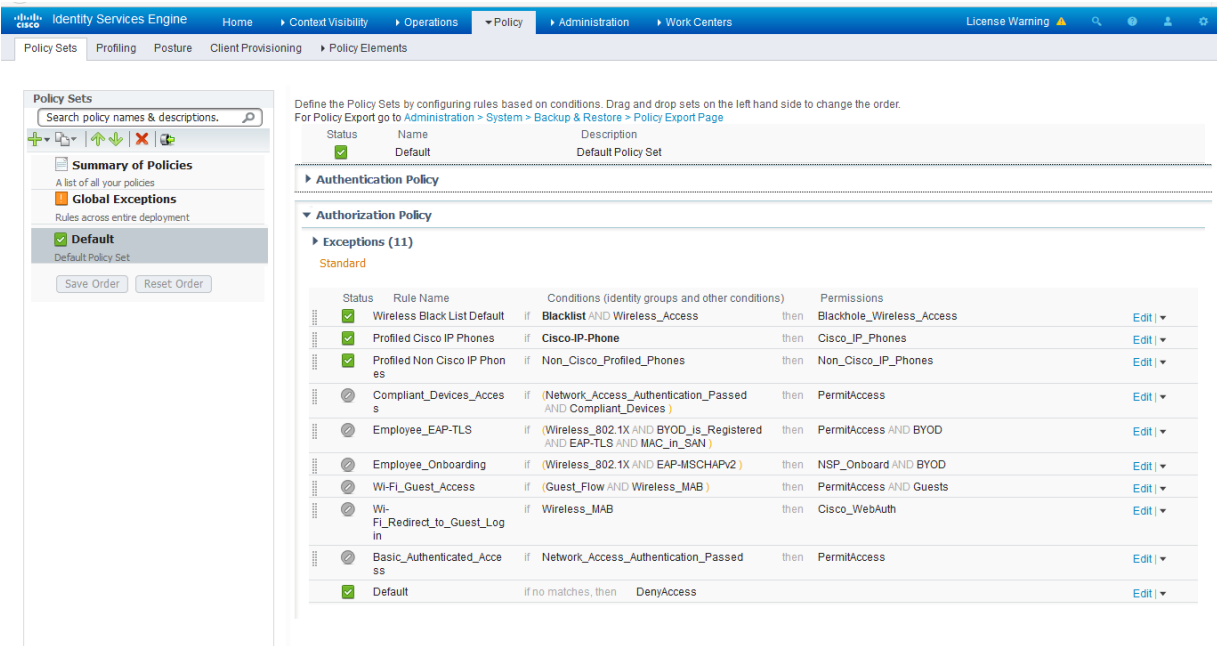 cisco Identity Services Engine Home Context Visibility Operations Policy Administration Work Centers License Warning
Policy Sets Profiling Posture Client Provisioning Policy Elements
Policy Sets
Search policy names & descriptions.
Summary of Policies
A list of all your policies
Global Exceptions
Rules across entire deployment
Default
Default Policy Set
Save Order Reset Order
Define the Policy Sets by configuring rules based on conditions. Drag and drop sets on the left hand side to change the order.
For Policy Export go to Administration > System > Backup & Restore > Policy Export Page
Status Name Description
Default Default Policy Set
Authentication Policy
Authorization Policy
Exceptions (11)
Standard
Status Rule Name Conditions (identity groups and other conditions) Permissions
Wireless Black List Default if Blacklist AND Wireless_Access then Blackhole_Wireless_Access Edit |
Profiled Cisco IP Phones if Cisco-IP-Phone then Cisco_IP_Phones Edit |
Profiled Non Cisco IP Phon if Non_Cisco_Profiled_Phones then Non_Cisco_IP_Phones Edit |
es
Compliant_Devices_Acces if (Network_Access_Authentication_Passed then PermitAccess Edit |
s AND Compliant_Devices )
Employee_EAP-TLS if (Wireless_802.1X AND BYOD_is_Registered then PermitAccess AND BYOD Edit |
AND EAP-TLS AND MAC_in_SAN )
Employee_Onboarding if (Wireless_802.1X AND EAP-MSCHAPv2 ) then NSP_Onboard AND BYOD Edit |
Wi-Fi_Guest_Access if (Guest_Flow AND Wireless_MAB ) then PermitAccess AND Guests Edit |
Wi- if Wireless_MAB then Cisco_WebAuth Edit |
Fi_Redirect_to_Guest_Log
in
Basic_Authenticated_Acce if Network_Access_Authentication_Passed then PermitAccess Edit |
ss
Default if no matches, then DenyAccess Edit |